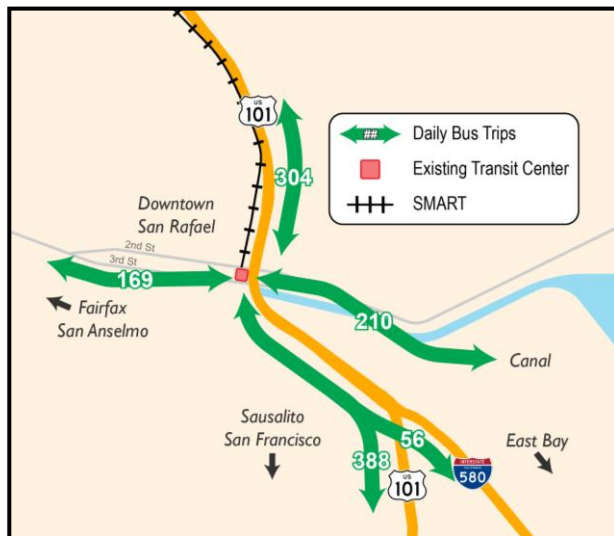 US
101
##
Daily Bus Trips
Existing Transit Center
SMART
304
Downtown
San Rafael
2nd St
3rd St
169
Fairfax
San Anselmo
210
Canal
Sausalito
San Francisco
56
388
East Bay
US
101
INTERSTATE
CALIFORNIA
580